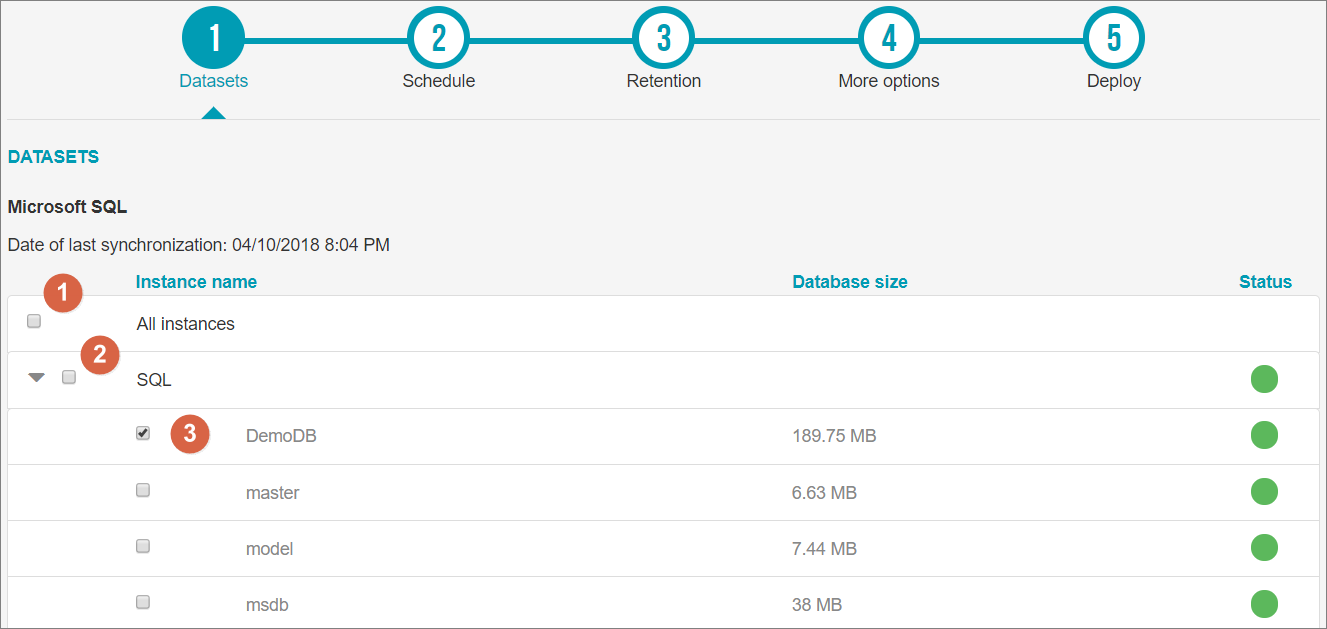 1 2 3 4 5
Datasets Schedule Retention More options Deploy
DATASETS
Microsoft SQL
Date of last synchronization: 04/10/2018 8:04 PM
Instance name Database size Status
1
All instances
2
SQL
3 DemoDB 189.75 MB
master 6.63 MB
model 7.44 MB
msdb 38 MB